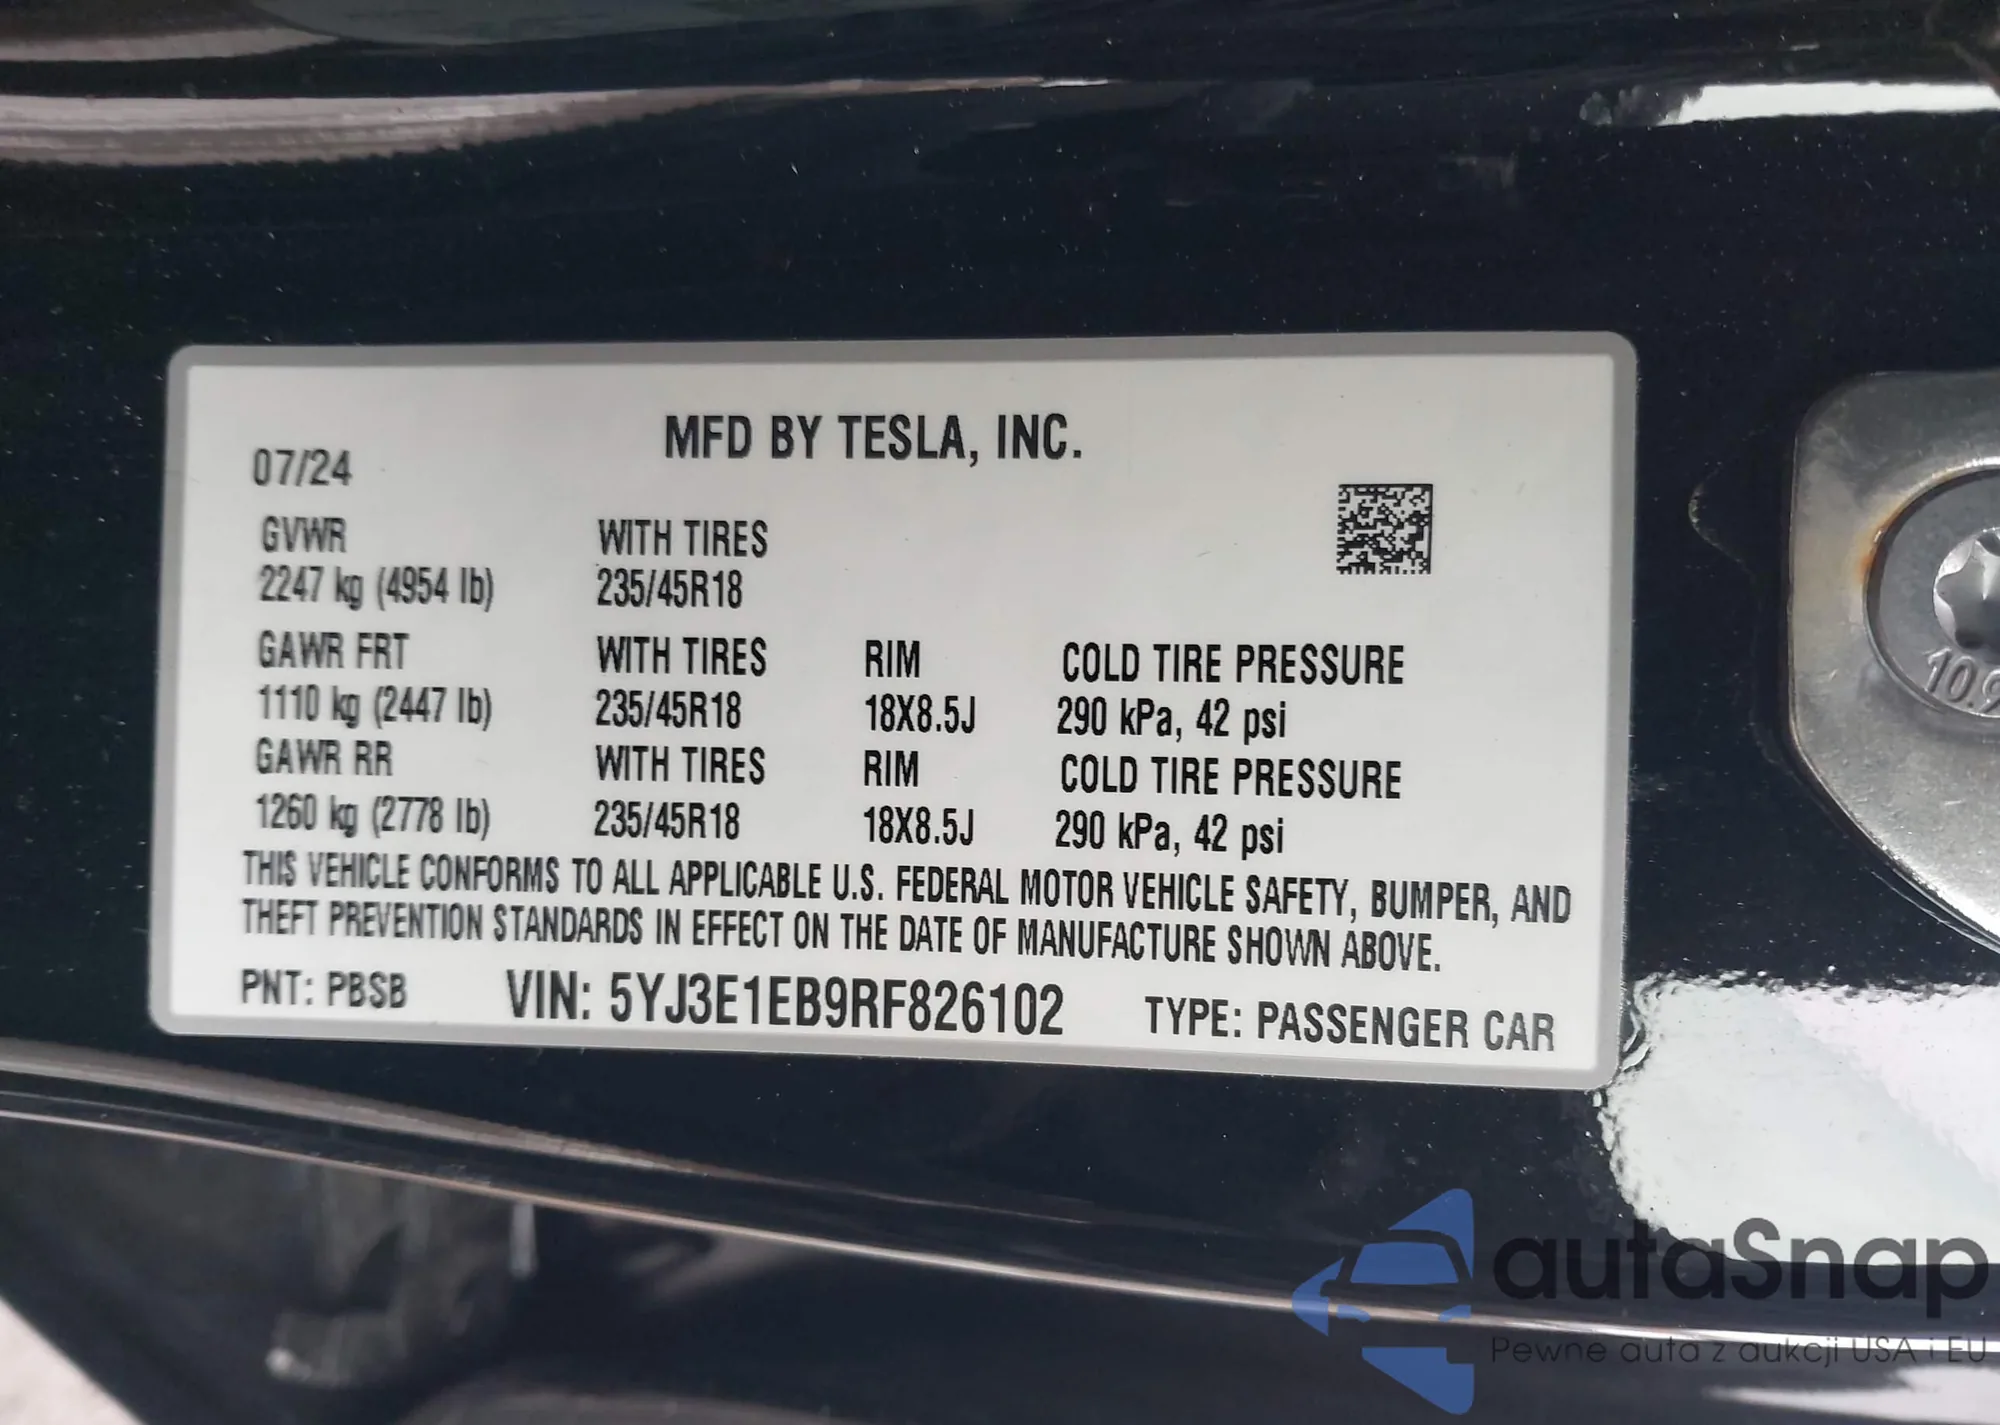 MFD BY TESLA, INC.
07/24
GVWR WITH TIRES
2247 kg (4954 lb) 235/45R18
GAWR FRT WITH TIRES RIM COLD TIRE PRESSURE
1110 kg (2447 lb) 235/45R18 18X8.5J 290 kPa, 42 psi
GAWR RR WITH TIRES RIM COLD TIRE PRESSURE
1260 kg (2778 lb) 235/45R18 18X8.5J 290 kPa, 42 psi
THIS VEHICLE CONFORMS TO ALL APPLICABLE U.S. FEDERAL MOTOR VEHICLE SAFETY, BUMPER, AND
THEFT PREVENTION STANDARDS IN EFFECT ON THE DATE OF MANUFACTURE SHOWN ABOVE.
PNT: PBSB VIN: 5YJ3E1EB9RF826102 TYPE: PASSENGER CAR
10.9
autaSnap
Pewne auta z aukcji USA i EU